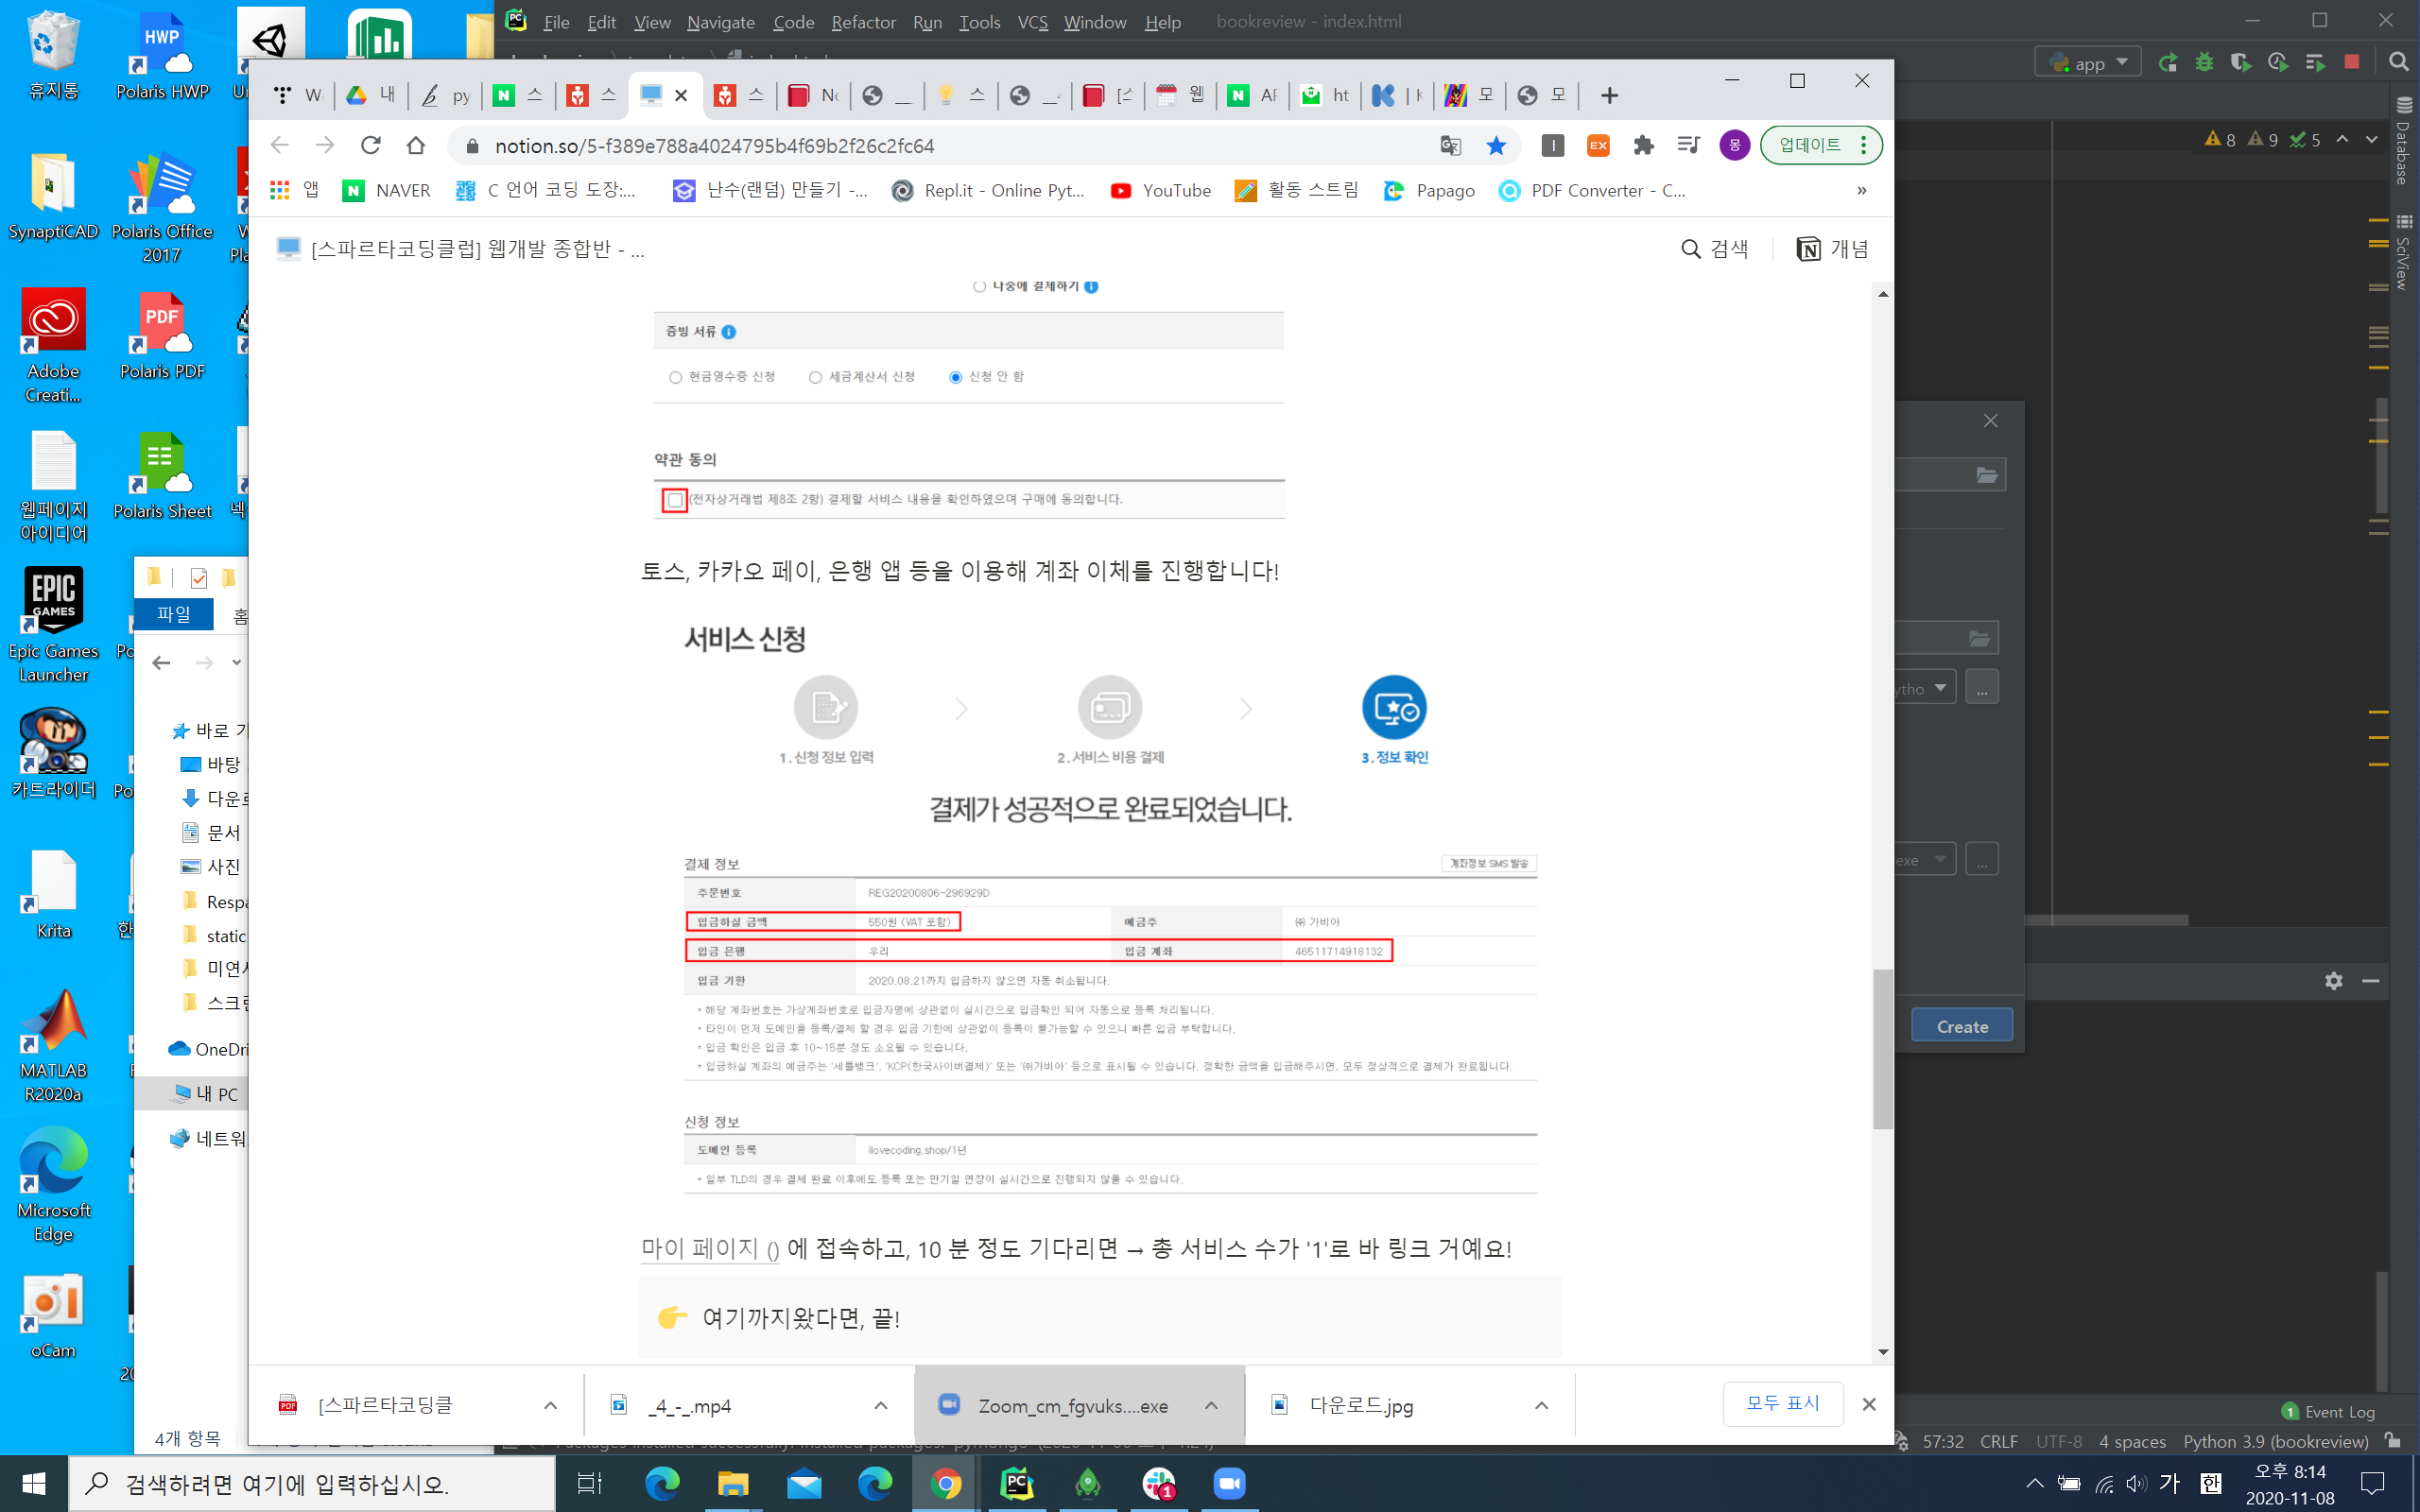 File Edit View Navigate Code Refactor Run Tools VCS Window Help bookreview - index.html
app
8 9 5
Database
SciView
휴지통
Polaris HWP
SynaptiCAD
Polaris Office 2017
Adobe Creati...
Polaris PDF
웹페이지 아이디어
Polaris Sheet
Epic Games Launcher
카트라이더
Krita
MATLAB R2020a
Microsoft Edge
oCam
파일
바탕
문서
사진
static
내 PC
4개 항목
notion.so/5-f389e788a4024795b4f69b2f26c2fc64
업데이트
앱 NAVER C 언어 코딩 도장:... 난수(랜덤) 만들기 -... Repl.it - Online Pyt... YouTube 활동 스트림 Papago PDF Converter - C...
[스파르타코딩클럽] 웹개발 종합반 - ...
검색 개념
나중에 결제하기
증빙 서류
현금영수증 신청 세금계산서 신청 신청 안 함
약관 동의
(전자상거래법 제8조 2항) 결제할 서비스 내용을 확인하였으며 구매에 동의합니다.
토스, 카카오 페이, 은행 앱 등을 이용해 계좌 이체를 진행합니다!
서비스 신청
1. 신청 정보 입력 2. 서비스 비용 결제 3. 정보 확인
결제가 성공적으로 완료되었습니다.
결제 정보 계좌정보 SMS 발송
주문번호 REG20200806-296929D
입금하실 금액 550원 (VAT 포함) 예금주 ㈜ 가비아
입금 은행 우리 입금 계좌 46511714918132
입금 기한 2020.08.21까지 입금하지 않으면 자동 취소됩니다.
* 해당 계좌번호는 가상계좌번호로 입금자명에 상관없이 실시간으로 입금확인 되어 자동으로 등록 처리됩니다.
* 타인이 먼저 도메인을 등록/결제 할 경우 입금 기한에 상관없이 등록이 불가능할 수 있으니 빠른 입금 부탁합니다.
* 입금 확인은 입금 후 10~15분 정도 소요될 수 있습니다.
* 입금하실 계좌의 예금주는 '세틀뱅크', 'KCP(한국사이버결제)' 또는 '㈜가비아' 등으로 표시될 수 있습니다. 정확한 금액을 입금해주시면, 모두 정상적으로 결제가 완료됩니다.
신청 정보
도메인 등록 ilovecoding.shop/1년
* 일부 TLD의 경우 결제 완료 이후에도 등록 또는 만기일 연장이 실시간으로 진행되지 않을 수 있습니다.
마이 페이지 () 에 접속하고, 10 분 정도 기다리면 → 총 서비스 수가 '1'로 바 링크 거예요!
여기까지왔다면, 끝!
[스파르타코딩클 _4_-_.mp4 Zoom_cm_fgvuks....exe 다운로드.jpg 모두 표시
Create
1 Event Log
57:32 CRLF UTF-8 4 spaces Python 3.9 (bookreview)
검색하려면 여기에 입력하십시오.
가 한
오후 8:14
2020-11-08